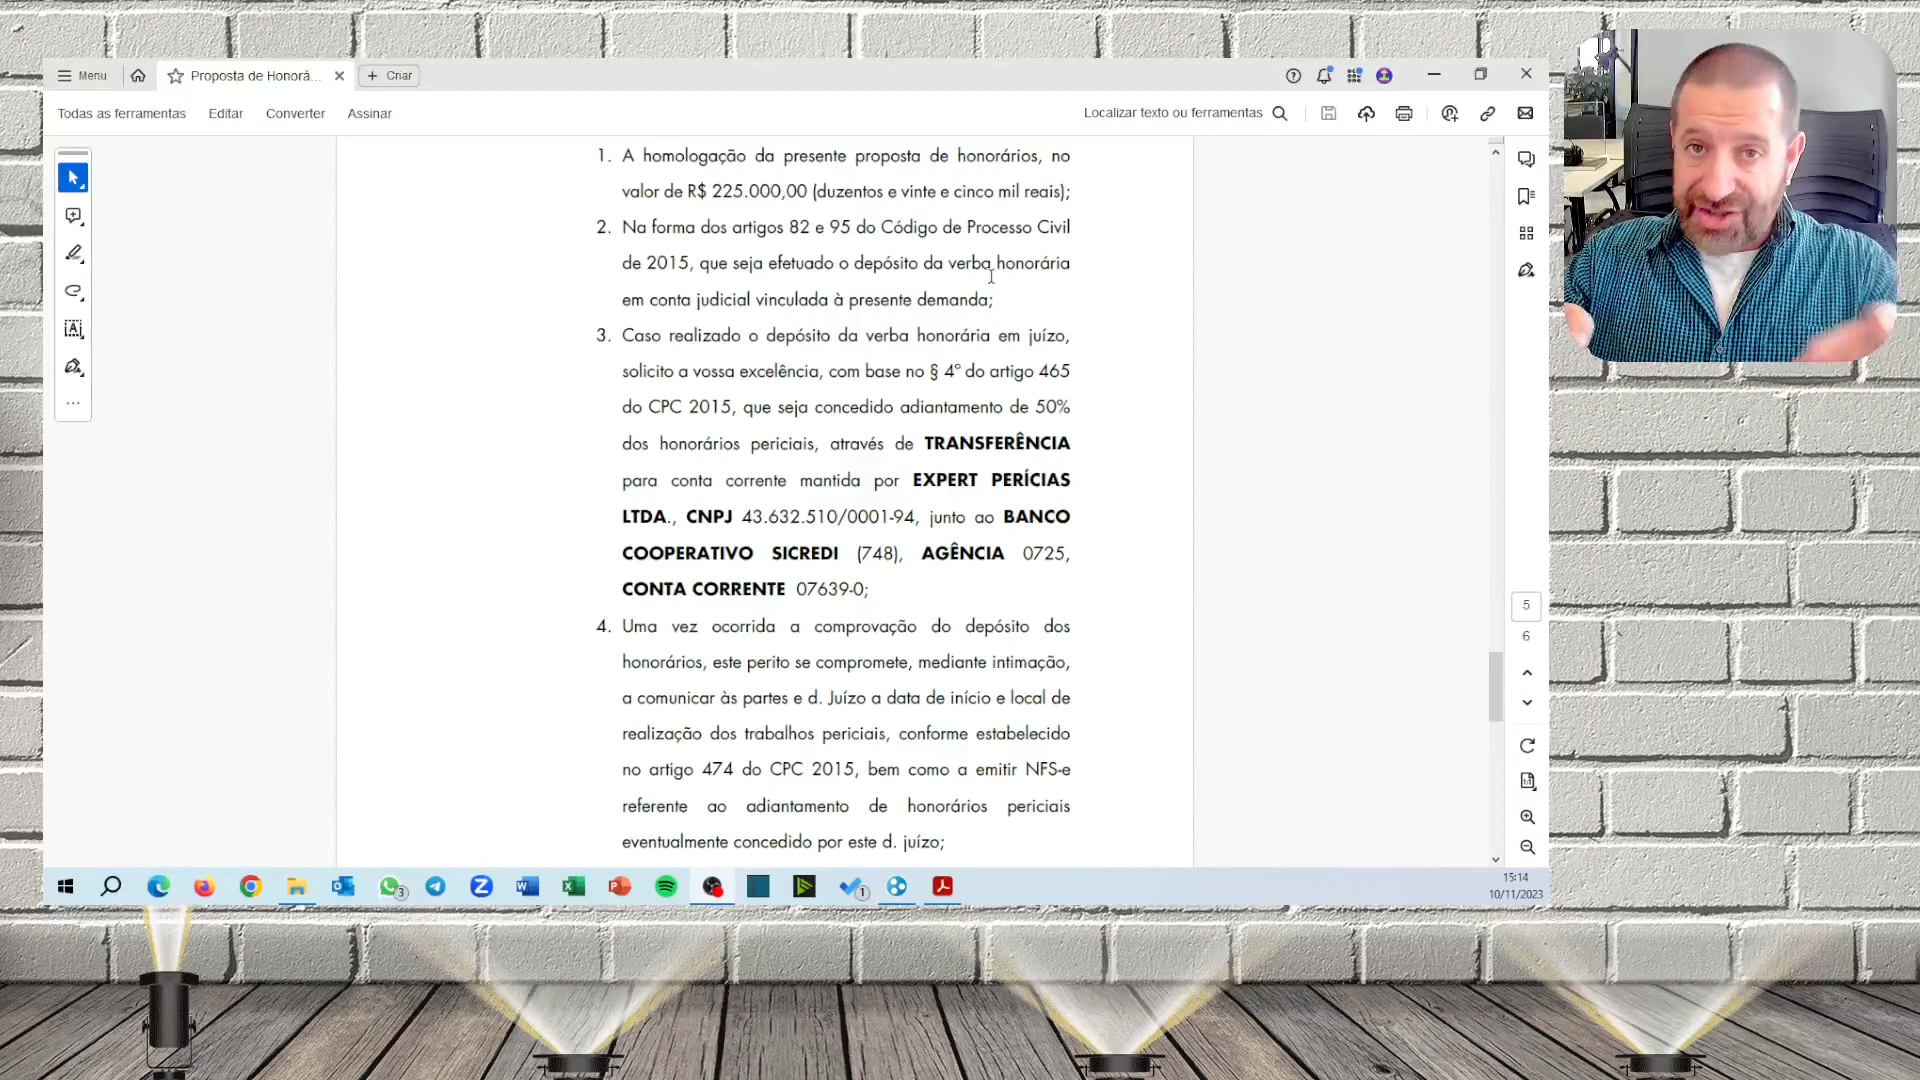 Menu
Proposta de Honorá...
Criar
Todas as ferramentas
Editar
Converter
Assinar
Localizar texto ou ferramentas
1. A homologação da presente proposta de honorários, no
valor de R$ 225.000,00 (duzentos e vinte e cinco mil reais);
2. Na forma dos artigos 82 e 95 do Código de Processo Civil
de 2015, que seja efetuado o depósito da verba honorária
em conta judicial vinculada à presente demanda;
3. Caso realizado o depósito da verba honorária em juízo,
solicito a vossa excelência, com base no § 4º do artigo 465
do CPC 2015, que seja concedido adiantamento de 50%
dos honorários periciais, através de TRANSFERÊNCIA
para conta corrente mantida por EXPERT PERÍCIAS
LTDA., CNPJ 43.632.510/0001-94, junto ao BANCO
COOPERATIVO SICREDI (748), AGÊNCIA 0725,
CONTA CORRENTE 07639-0;
4. Uma vez ocorrida a comprovação do depósito dos
honorários, este perito se compromete, mediante intimação,
a comunicar às partes e d. Juízo a data de início e local de
realização dos trabalhos periciais, conforme estabelecido
no artigo 474 do CPC 2015, bem como a emitir NFS-e
referente ao adiantamento de honorários periciais
eventualmente concedido por este d. juízo;
5
6
3
1
15:14
10/11/2023